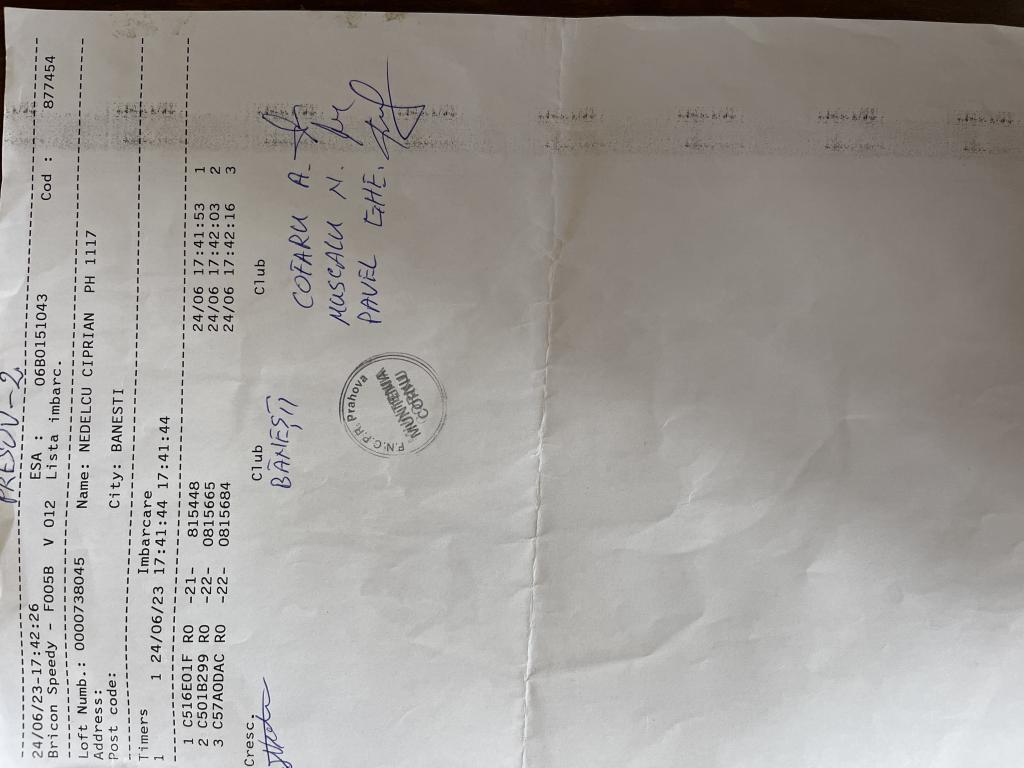 PRESOV-2
24/06/23-17:42:26
Bricon Speedy - F005B V 012 ESA : 06B0151043 Cod : 877454
Lista imbarc.
Loft Numb.: 0000738045 Name: NEDELCU CIPRIAN PH 1117
Address:
Post code: City: BANESTI
Timers Imbarcare
1 1 24/06/23 17:41:44 17:41:44
1 C516E01F RO -21- 815448 24/06 17:41:53 1
2 C501B299 RO -22- 0815665 24/06 17:42:03 2
3 C57A0DAC RO -22- 0815684 24/06 17:42:16 3
Cresc. Club Club
BĂNEȘTI
COFARU A.
MUSCALU N.
PAVEL GHE.
F.N.C.P.R. Prahova
CORNU